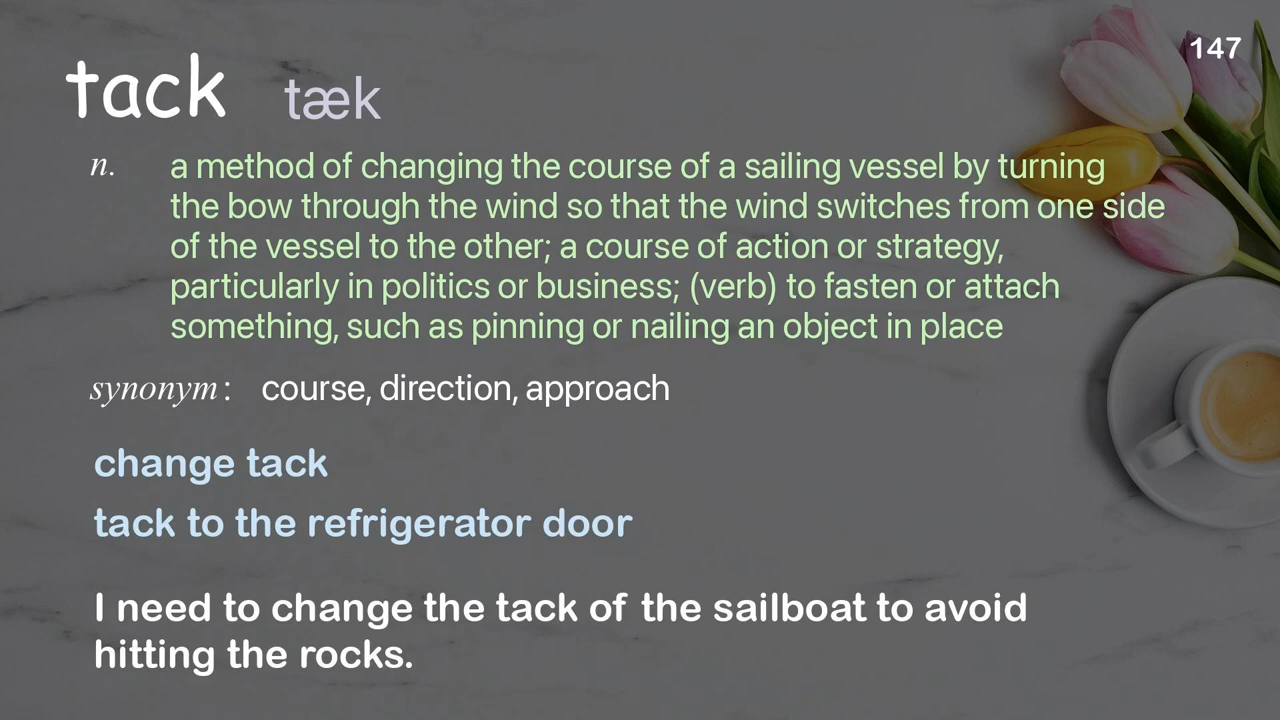 147
tack tæk
n. a method of changing the course of a sailing vessel by turning
the bow through the wind so that the wind switches from one side
of the vessel to the other; a course of action or strategy,
particularly in politics or business; (verb) to fasten or attach
something, such as pinning or nailing an object in place
synonym: course, direction, approach
change tack
tack to the refrigerator door
I need to change the tack of the sailboat to avoid
hitting the rocks.